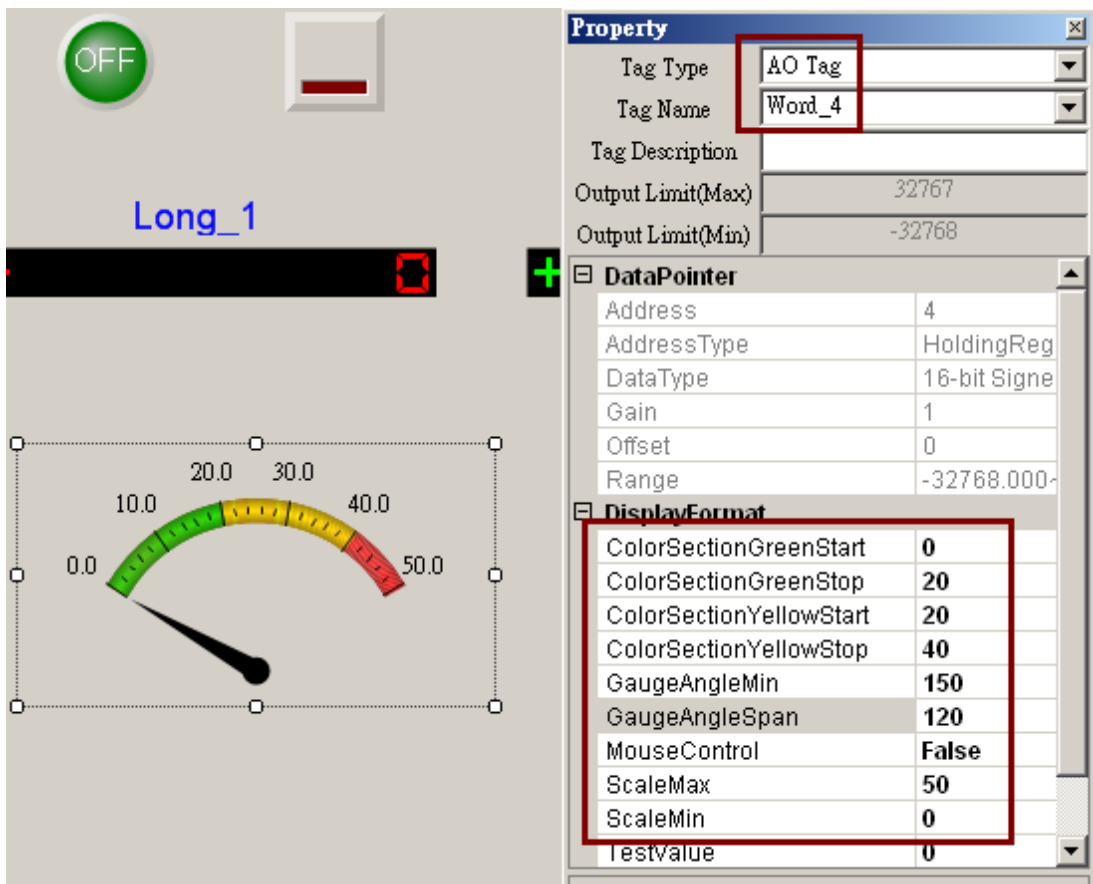 OFF
Long_1
0
+
20.0 30.0
10.0 40.0
0.0 50.0
Property
Tag Type AO Tag
Tag Name Word_4
Tag Description
Output Limit(Max) 32767
Output Limit(Min) -32768
DataPointer
Address 4
AddressType HoldingReg
DataType 16-bit Signe
Gain 1
Offset 0
Range -32768.000-
DisplayFormat
ColorSectionGreenStart 0
ColorSectionGreenStop 20
ColorSectionYellowStart 20
ColorSectionYellowStop 40
GaugeAngleMin 150
GaugeAngleSpan 120
MouseControl False
ScaleMax 50
ScaleMin 0
TestValue 0